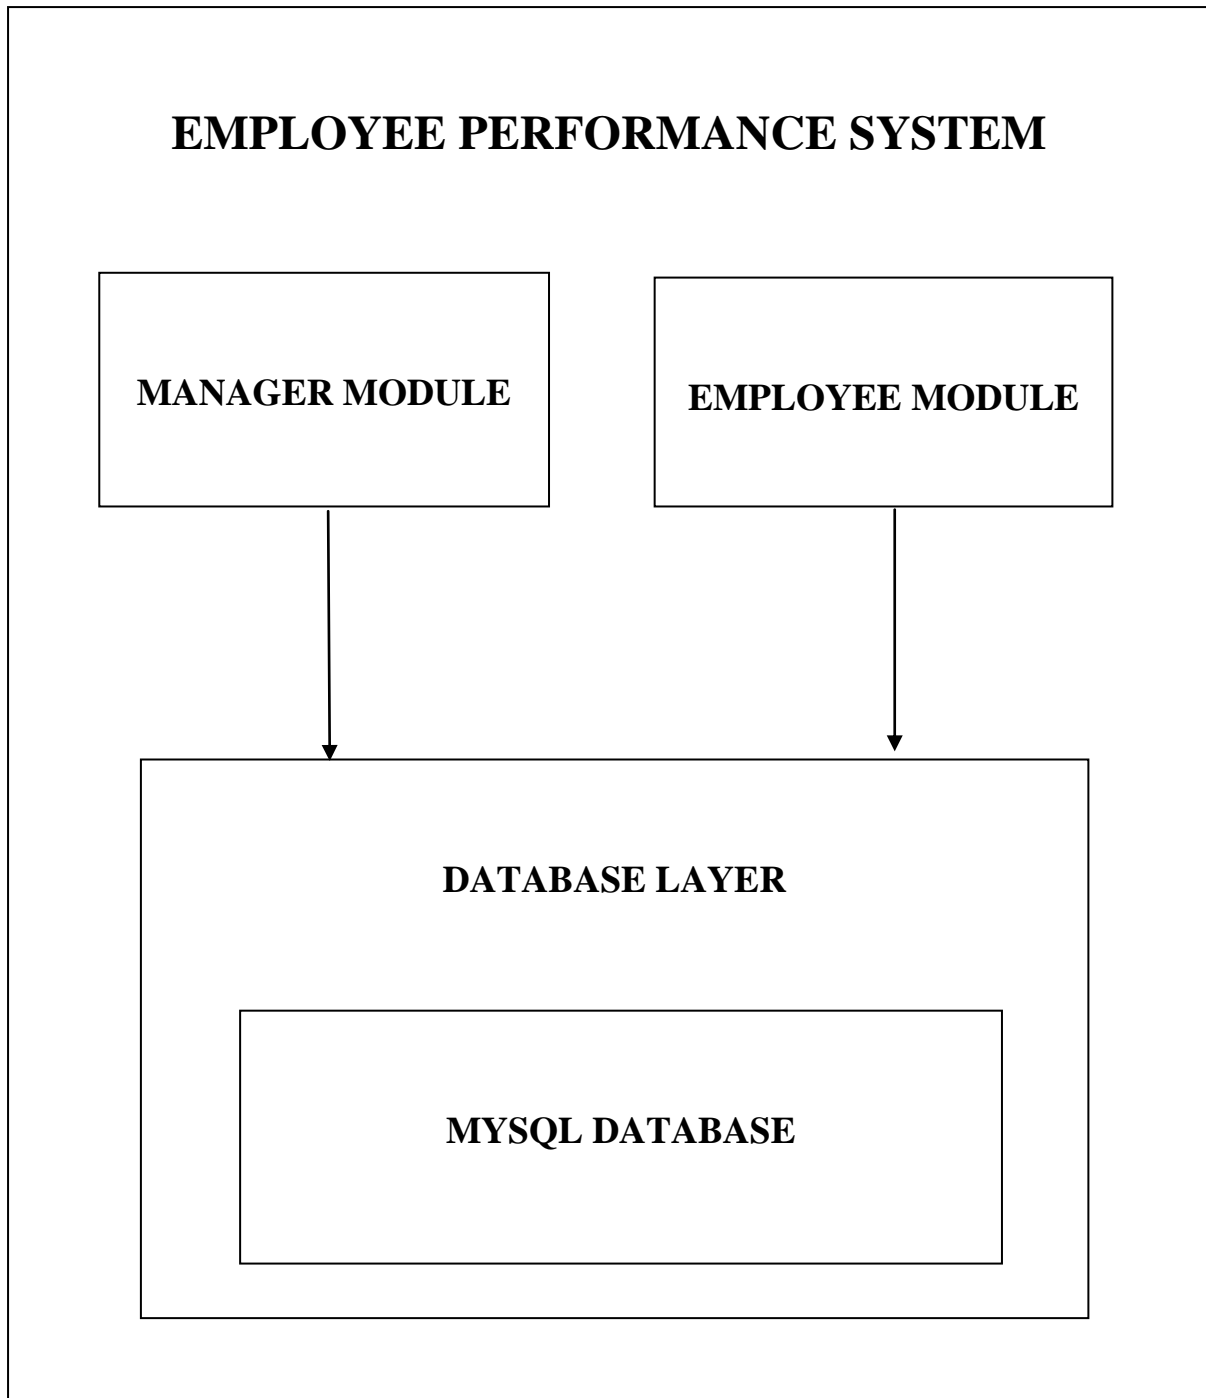 EMPLOYEE PERFORMANCE SYSTEM
MANAGER MODULE
EMPLOYEE MODULE
DATABASE LAYER
MYSQL DATABASE